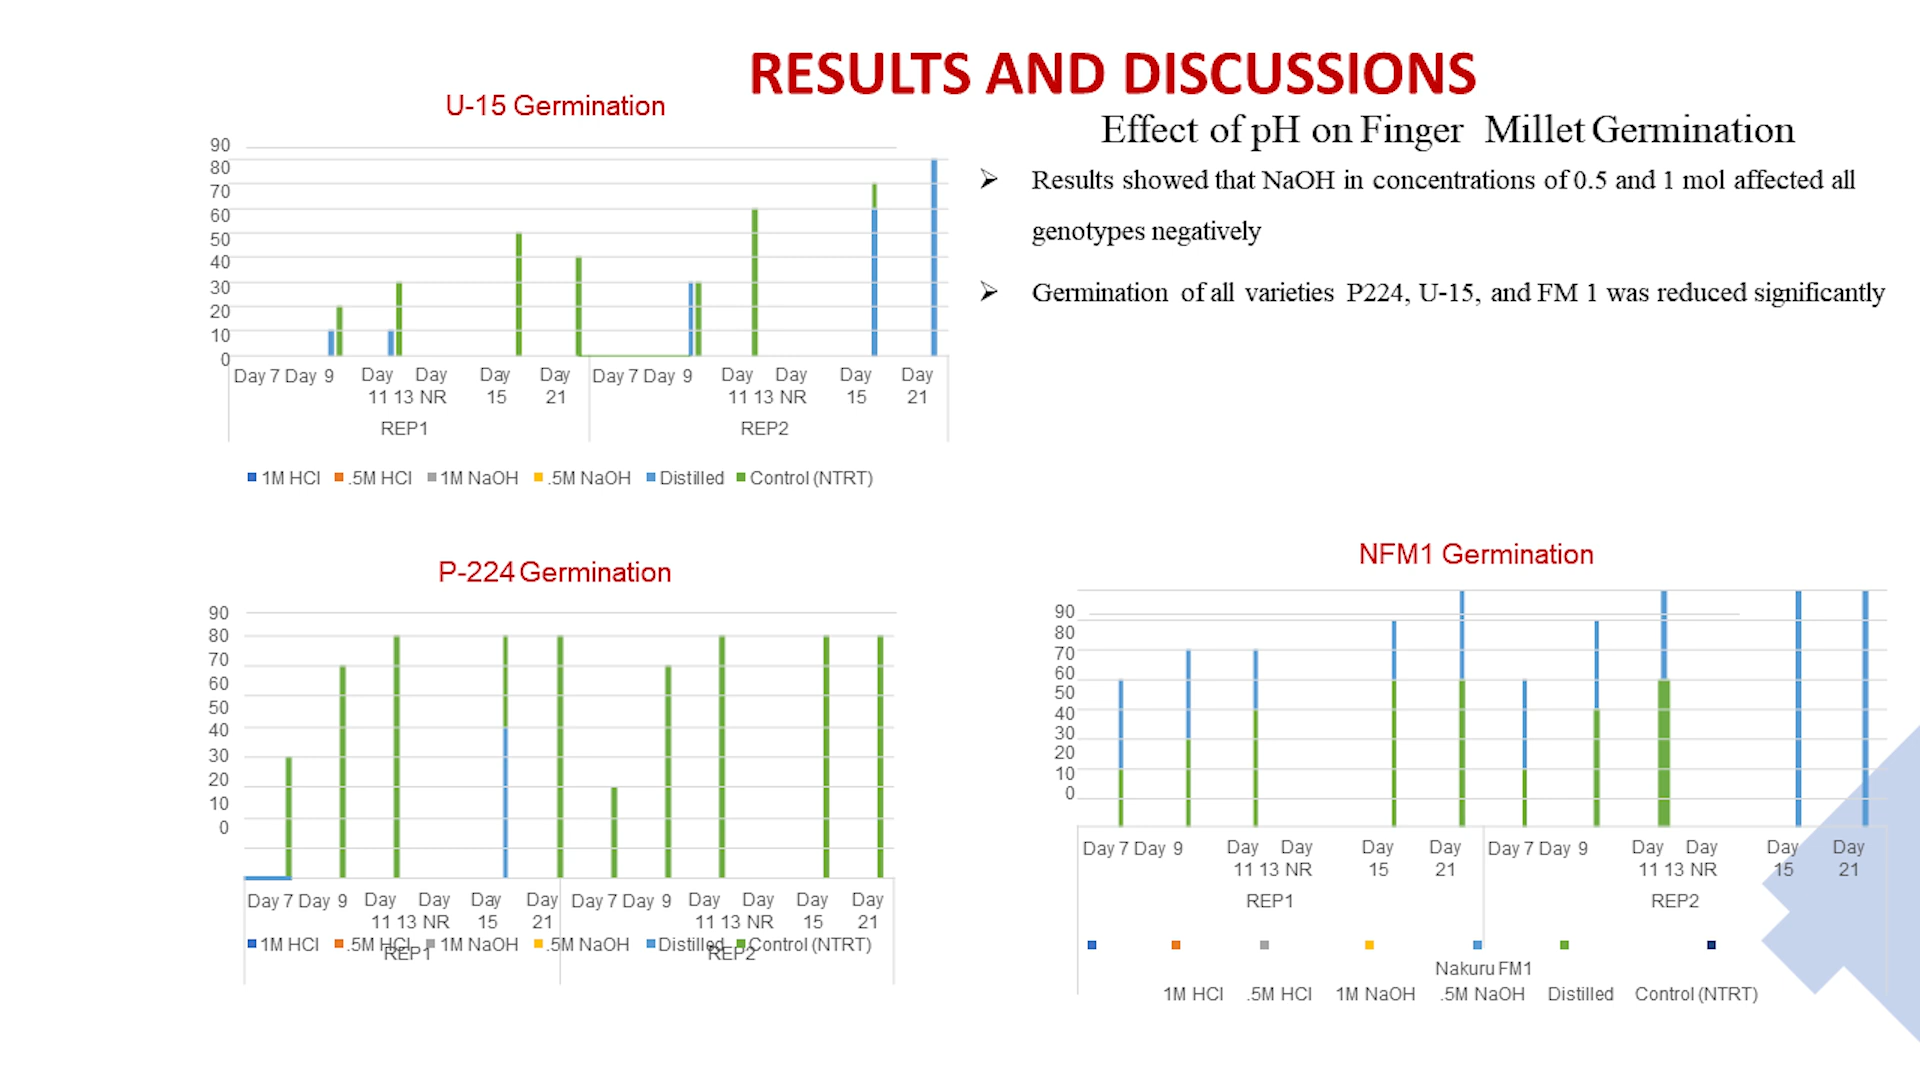 RESULTS AND DISCUSSIONS
Effect of pH on Finger Millet Germination
➢ Results showed that NaOH in concentrations of 0.5 and 1 mol affected all
genotypes negatively
➢ Germination of all varieties P224, U-15, and FM 1 was reduced significantly
U-15 Germination
90
80
70
60
50
40
30
20
10
0
Day 7 Day 9 Day Day Day Day Day 7 Day 9 Day Day Day Day
11 13 NR 15 21 11 13 NR 15 21
REP1 REP2
1M HCl .5M HCl 1M NaOH .5M NaOH Distilled Control (NTRT)
P-224 Germination
90
80
70
60
50
40
30
20
10
0
Day 7 Day 9 Day Day Day Day Day 7 Day 9 Day Day Day Day
11 13 NR 15 21 11 13 NR 15 21
1M HCl .5M HCl 1M NaOH .5M NaOH Distilled Control (NTRT)
REP1 REP2
NFM1 Germination
90
80
70
60
50
40
30
20
10
0
Day 7 Day 9 Day Day Day Day Day 7 Day 9 Day Day Day Day
11 13 NR 15 21 11 13 NR 15 21
REP1 REP2
Nakuru FM1
1M HCl .5M HCl 1M NaOH .5M NaOH Distilled Control (NTRT)